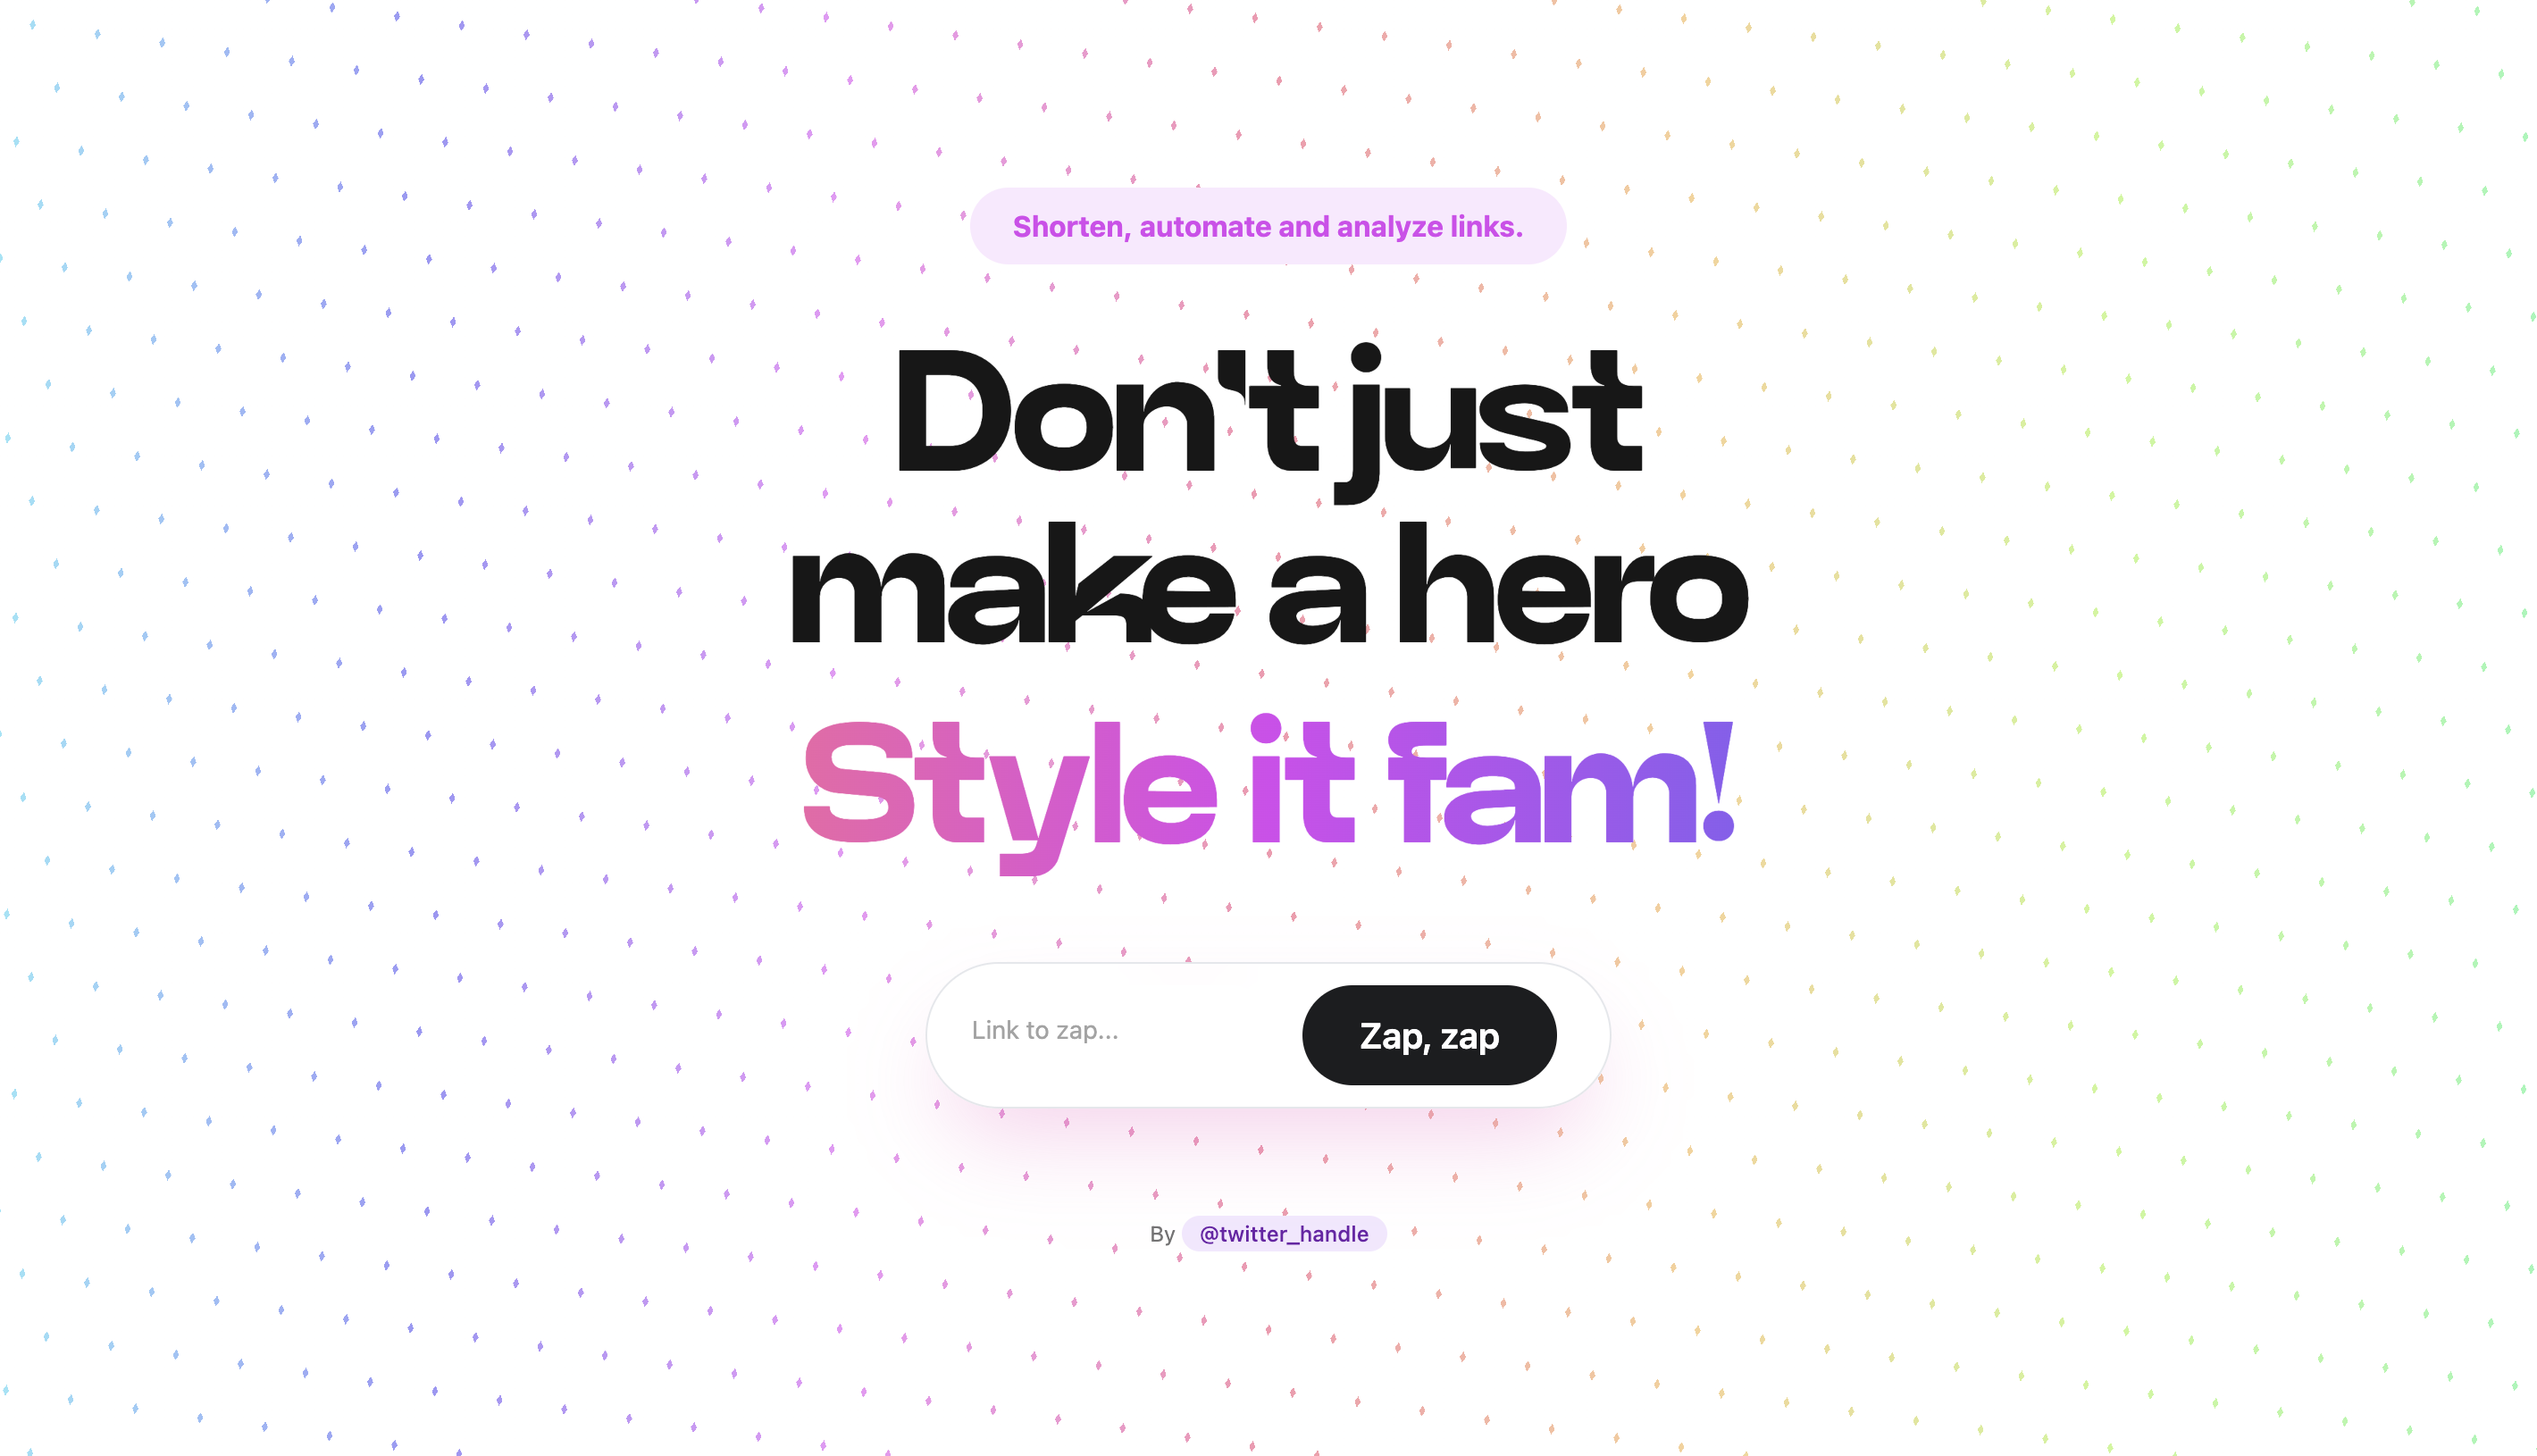 Shorten, automate and analyze links.
Don't just
make a hero
Style it fam!
Link to zap...
Zap, zap
By @twitter_handle